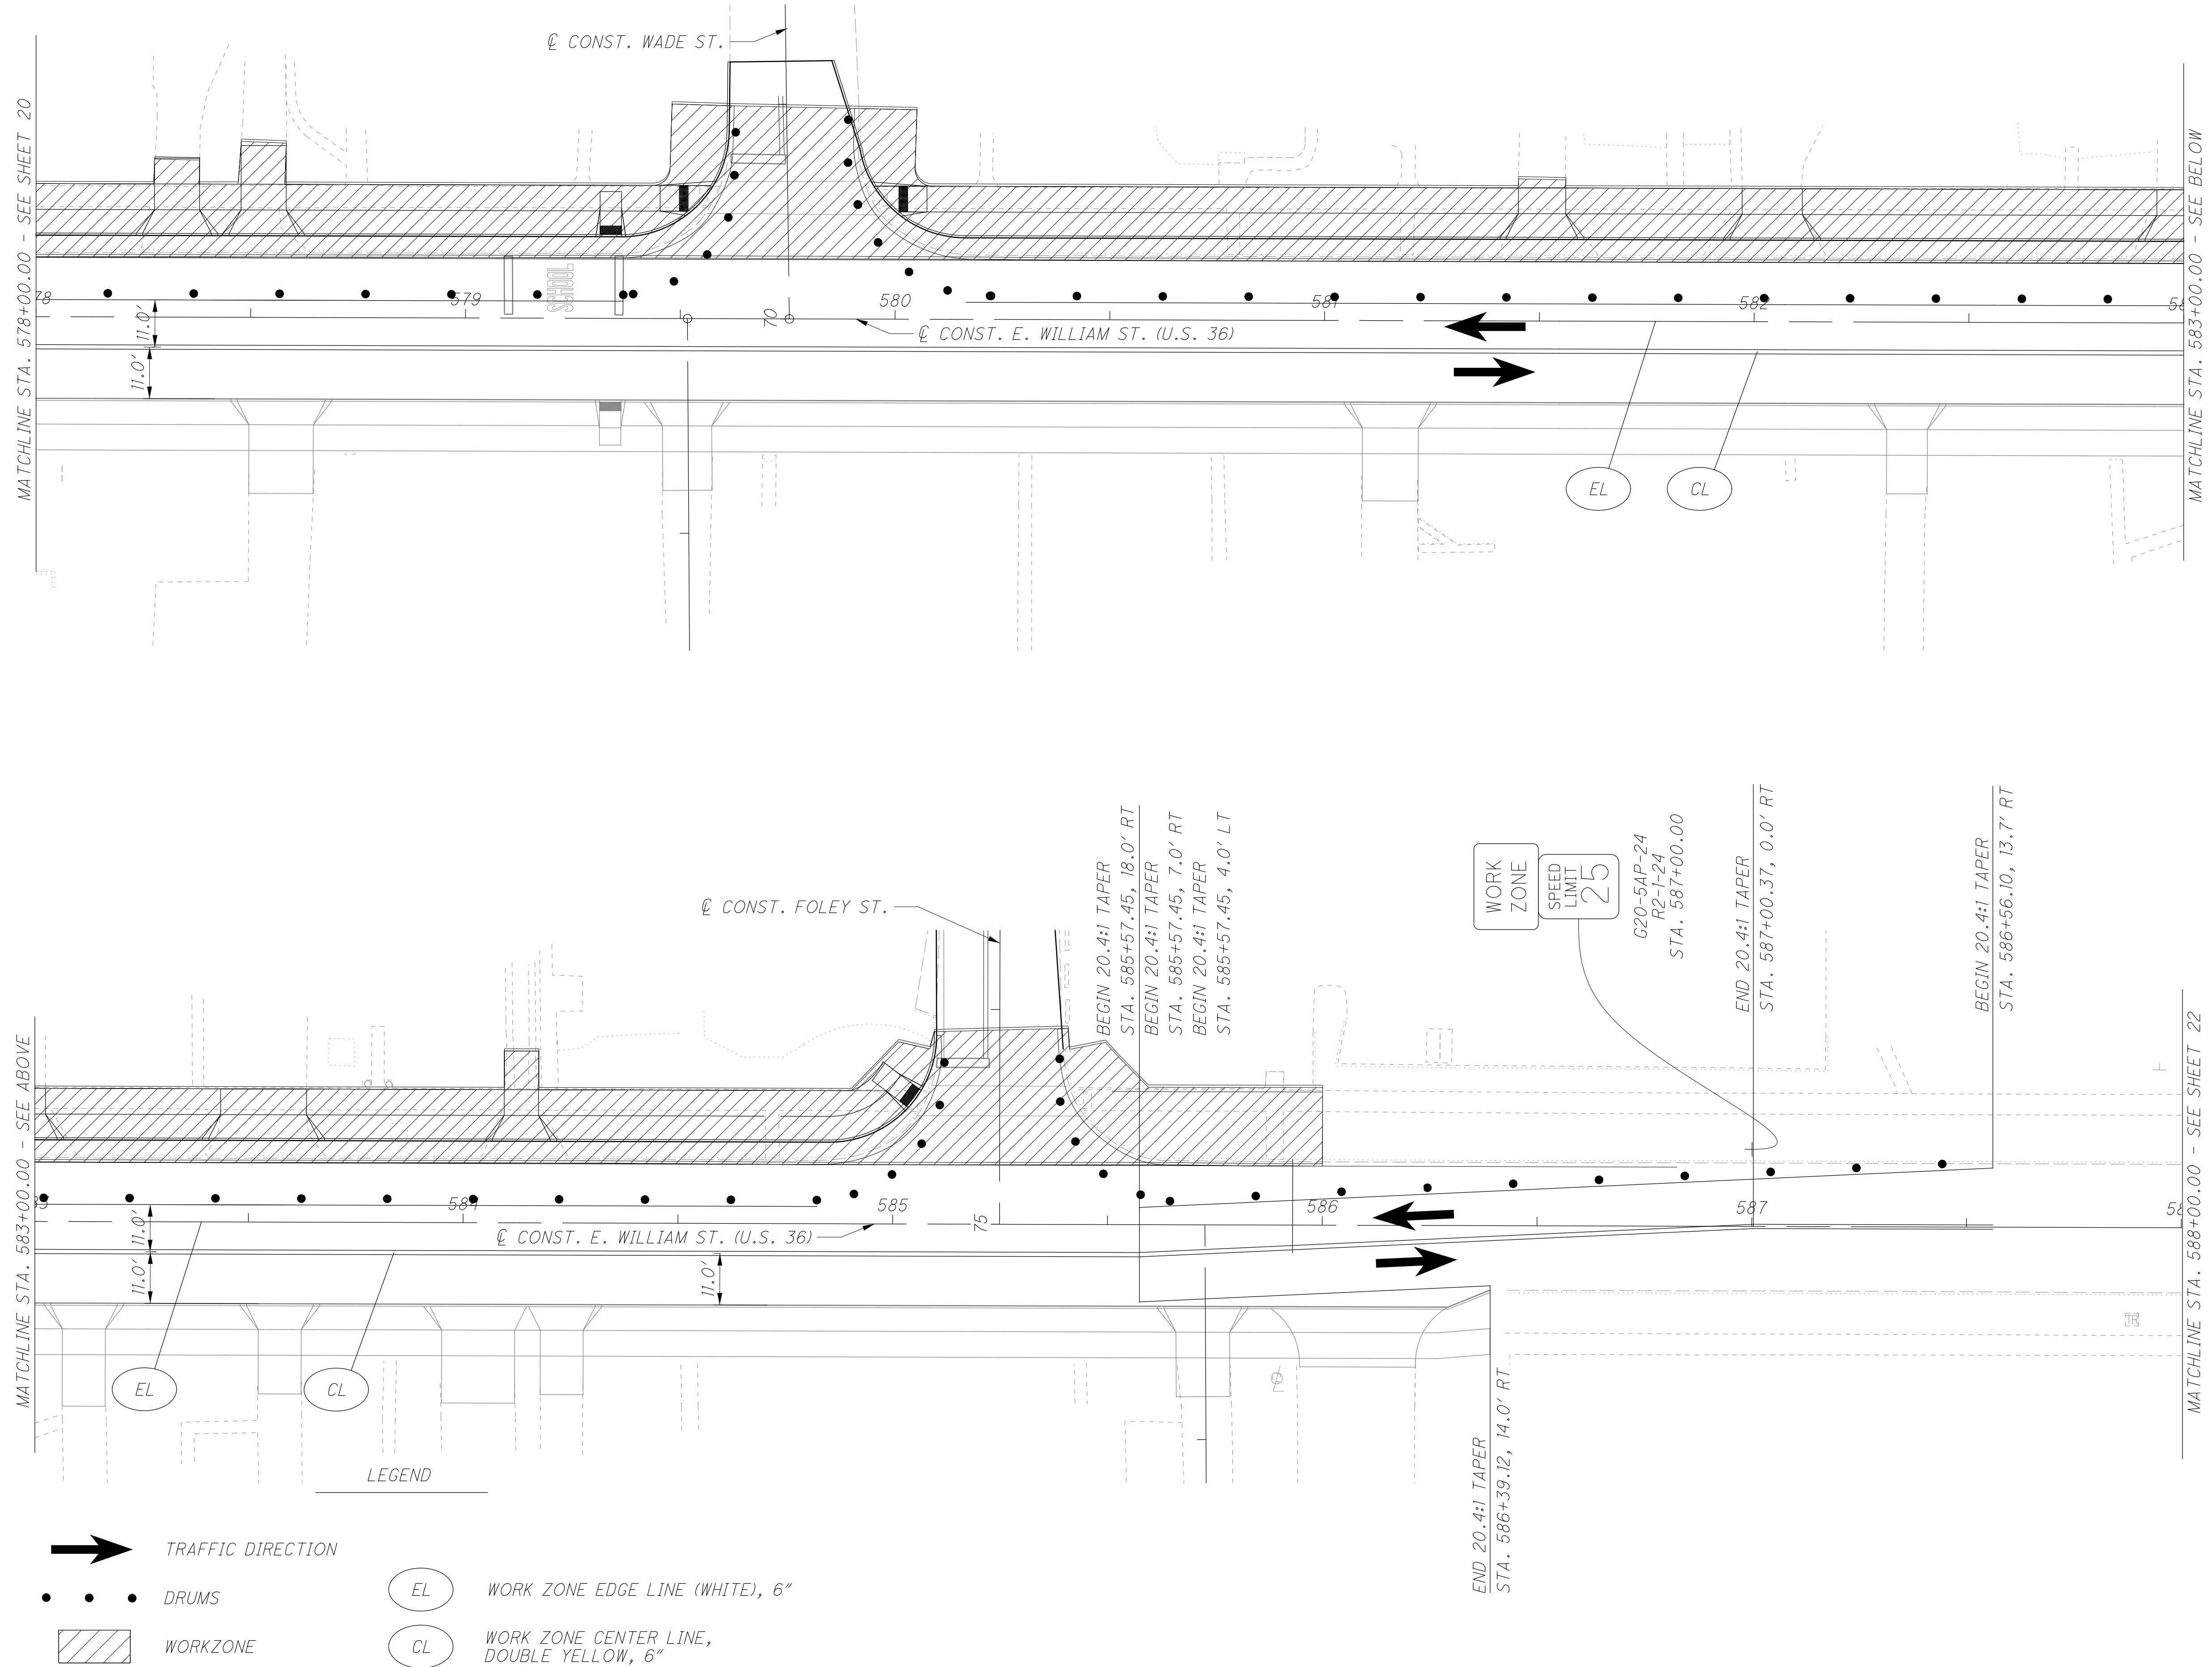 MATCHLINE STA. 578+00.00 - SEE SHEET 20
℄ CONST. WADE ST.
SCHOOL
78
579
580
581
582
58
70
11.0'
11.0'
℄ CONST. E. WILLIAM ST. (U.S. 36)
EL
CL
MATCHLINE STA. 583+00.00 - SEE BELOW
MATCHLINE STA. 583+00.00 - SEE ABOVE
℄ CONST. FOLEY ST.
BEGIN 20.4:1 TAPER
STA. 585+57.45, 18.0' RT
BEGIN 20.4:1 TAPER
STA. 585+57.45, 7.0' RT
BEGIN 20.4:1 TAPER
STA. 585+57.45, 4.0' LT
WORK
ZONE
SPEED
LIMIT
25
G20-5AP-24
R2-1-24
STA. 587+00.00
END 20.4:1 TAPER
STA. 587+00.37, 0.0' RT
BEGIN 20.4:1 TAPER
STA. 586+56.10, 13.7' RT
83
584
585
586
587
58
75
11.0'
11.0'
11.0'
℄ CONST. E. WILLIAM ST. (U.S. 36)
EL
CL
END 20.4:1 TAPER
STA. 586+39.12, 14.0' RT
MATCHLINE STA. 588+00.00 - SEE SHEET 22
LEGEND
TRAFFIC DIRECTION
DRUMS
WORKZONE
EL
WORK ZONE EDGE LINE (WHITE), 6"
CL
WORK ZONE CENTER LINE,
DOUBLE YELLOW, 6"